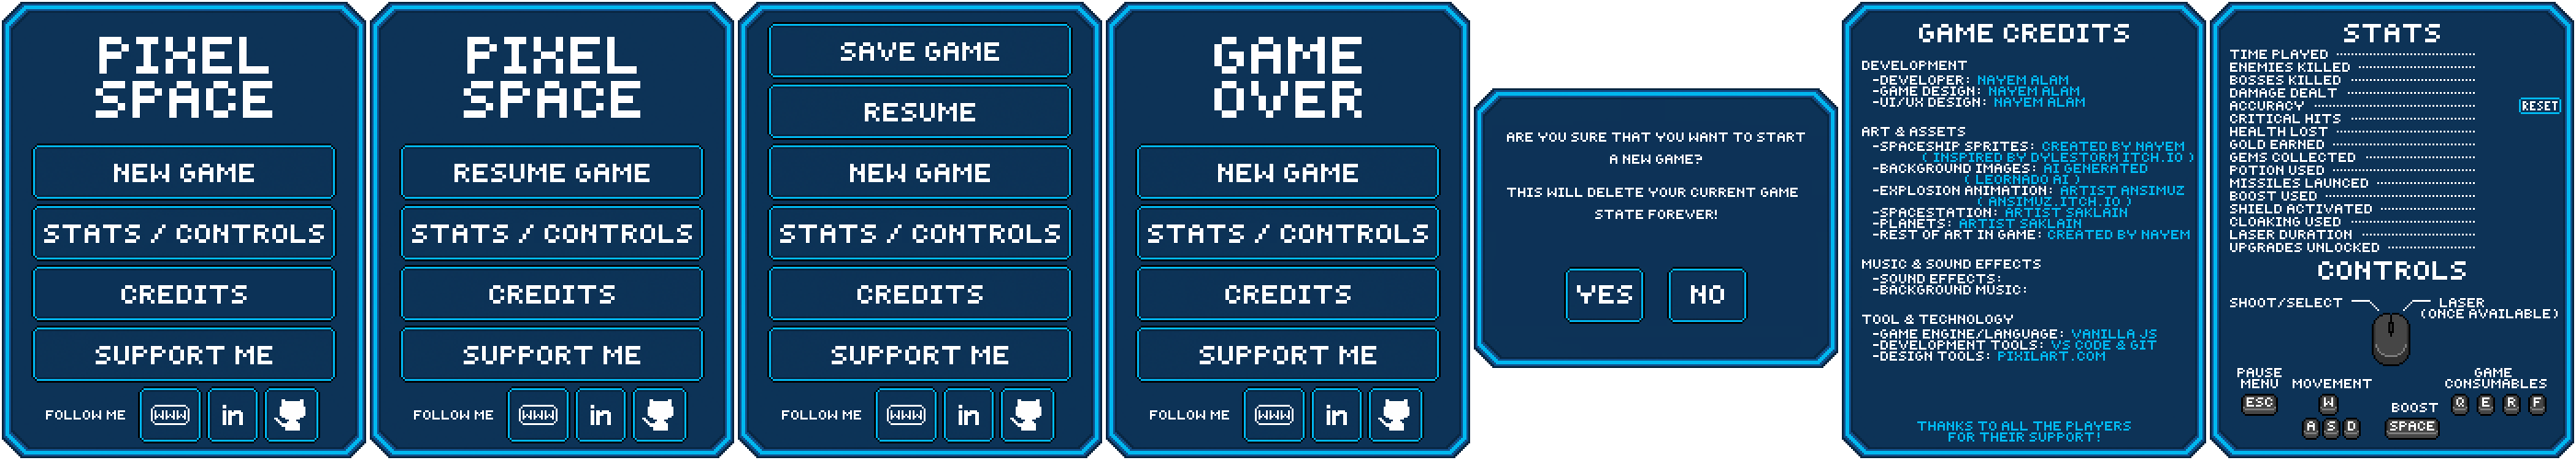 PIXEL
SPACE
NEW GAME
STATS / CONTROLS
CREDITS
SUPPORT ME
FOLLOW ME
WWW
in
PIXEL
SPACE
RESUME GAME
STATS / CONTROLS
CREDITS
SUPPORT ME
FOLLOW ME
WWW
in
SAVE GAME
RESUME
NEW GAME
STATS / CONTROLS
CREDITS
SUPPORT ME
FOLLOW ME
WWW
in
GAME
OVER
NEW GAME
STATS / CONTROLS
CREDITS
SUPPORT ME
FOLLOW ME
WWW
in
ARE YOU SURE THAT YOU WANT TO START
A NEW GAME?
THIS WILL DELETE YOUR CURRENT GAME
STATE FOREVER!
YES NO
GAME CREDITS
DEVELOPMENT
-DEVELOPER: NAYEM ALAM
-GAME DESIGN: NAYEM ALAM
-UI/UX DESIGN: NAYEM ALAM
ART & ASSETS
-SPACESHIP SPRITES: CREATED BY NAYEM
( INSPIRED BY DYLESTORM ITCH.IO )
-BACKGROUND IMAGES: AI GENERATED
( LEORNADO AI )
-EXPLOSION ANIMATION: ARTIST ANSIMUZ
( ANSIMUZ.ITCH.IO )
-SPACESTATION: ARTIST SAKLAIN
-PLANETS: ARTIST SAKLAIN
-REST OF ART IN GAME: CREATED BY NAYEM
MUSIC & SOUND EFFECTS
-SOUND EFFECTS:
-BACKGROUND MUSIC:
TOOL & TECHNOLOGY
-GAME ENGINE/LANGUAGE: VANILLA JS
-DEVELOPMENT TOOLS: VS CODE & GIT
-DESIGN TOOLS: PIXILART.COM
THANKS TO ALL THE PLAYERS
FOR THEIR SUPPORT!
STATS
TIME PLAYED
ENEMIES KILLED
BOSSES KILLED
DAMAGE DEALT
ACCURACY
RESET
CRITICAL HITS
HEALTH LOST
GOLD EARNED
GEMS COLLECTED
POTION USED
MISSILES LAUNCED
BOOST USED
SHIELD ACTIVATED
CLOAKING USED
LASER DURATION
UPGRADES UNLOCKED
CONTROLS
SHOOT/SELECT
LASER
(ONCE AVAILABLE)
PAUSE
MENU
ESC
MOVEMENT
W
A S D
BOOST
SPACE
GAME
CONSUMABLES
Q E R F